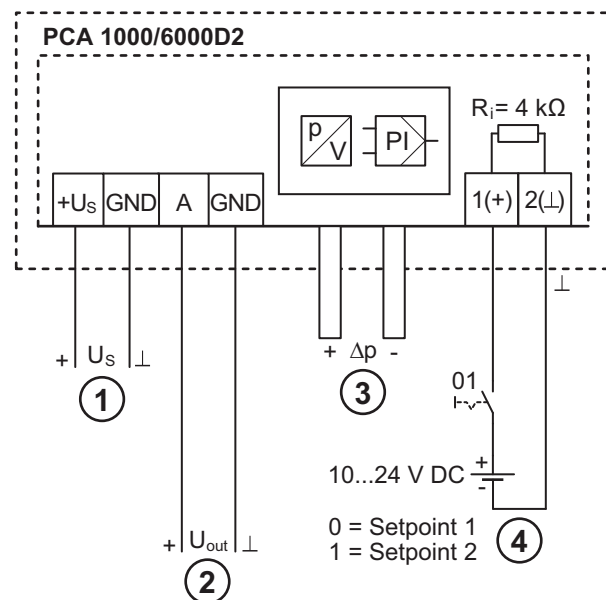 PCA 1000/6000D2
Rᵢ= 4 kΩ
p
V
PI
+Uₛ GND A GND
1(+) 2(⊥)
⊥
+ Uₛ ⊥
+ Δp -
1
3
01
+
-
10...24 V DC
0 = Setpoint 1
1 = Setpoint 2
4
+ Uout ⊥
2